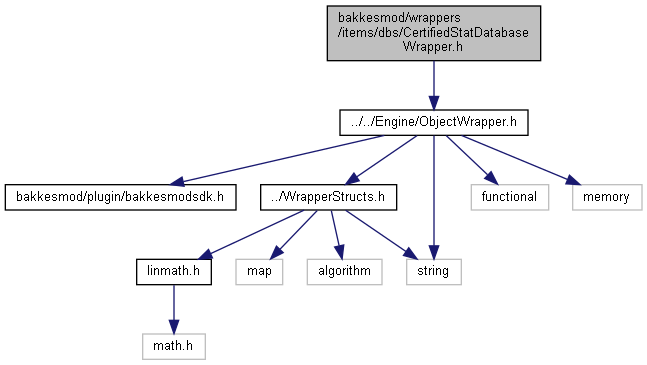 bakkesmod/wrappers
/items/dbs/CertifiedStatDatabase
Wrapper.h
../../Engine/ObjectWrapper.h
bakkesmod/plugin/bakkesmodsdk.h
../WrapperStructs.h
functional
memory
linmath.h
map
algorithm
string
math.h